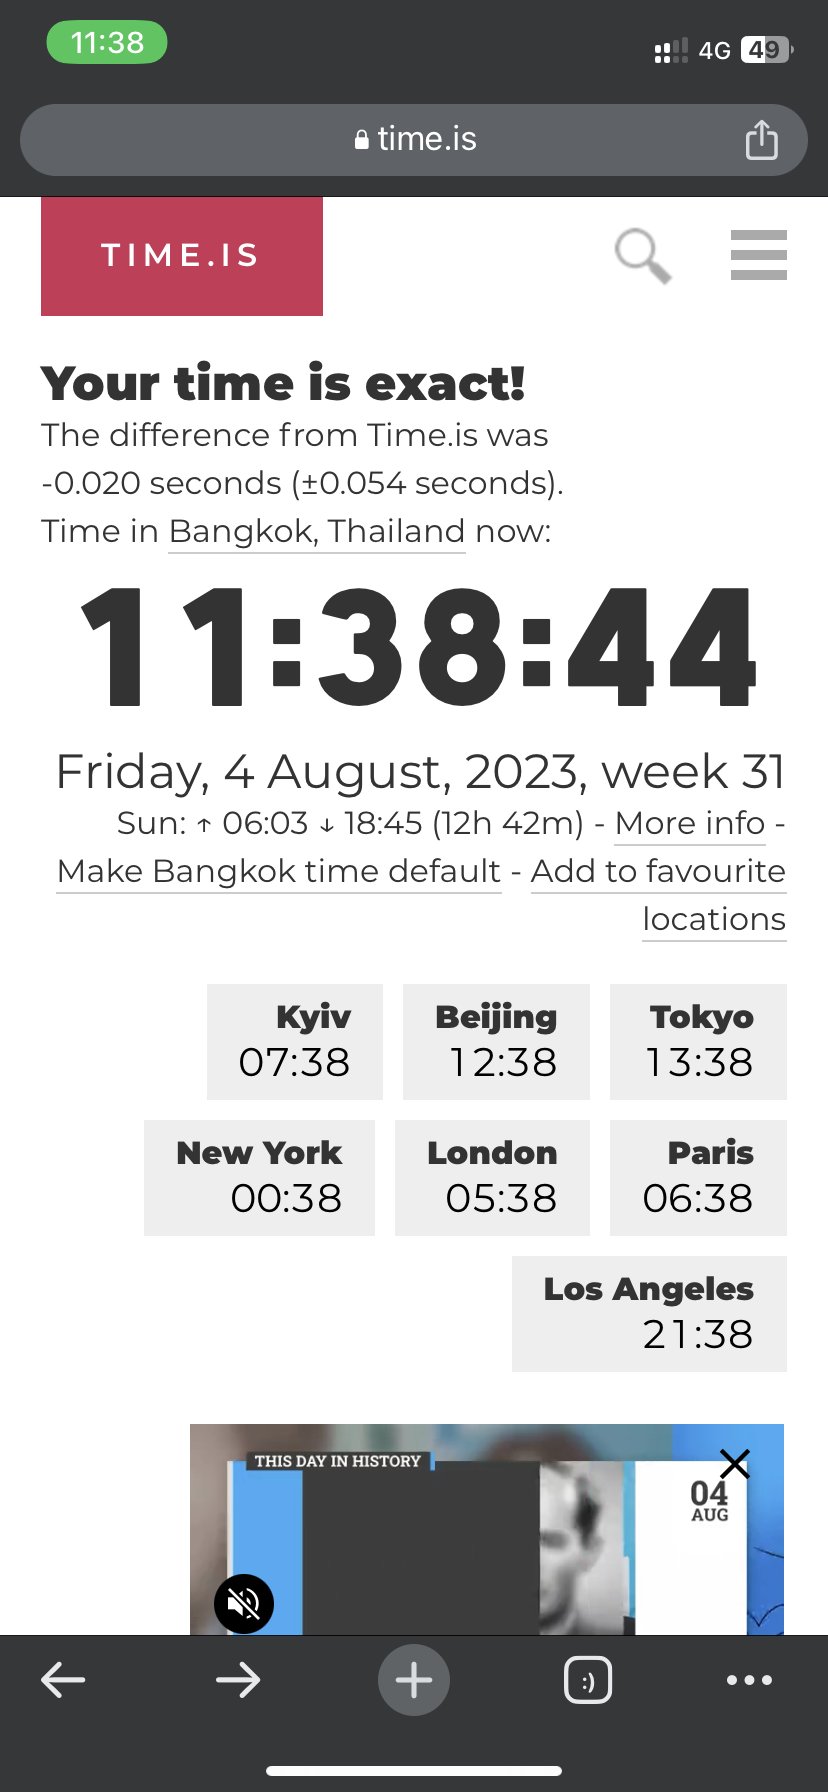 11:38
4G 49
time.is
TIME.IS
Your time is exact!
The difference from Time.is was
-0.020 seconds (±0.054 seconds).
Time in Bangkok, Thailand now:
11:38:44
Friday, 4 August, 2023, week 31
Sun: ↑ 06:03 ↓ 18:45 (12h 42m) - More info -
Make Bangkok time default - Add to favourite
locations
Kyiv Beijing Tokyo
07:38 12:38 13:38
New York London Paris
00:38 05:38 06:38
Los Angeles
21:38
THIS DAY IN HISTORY
04
AUG
:)